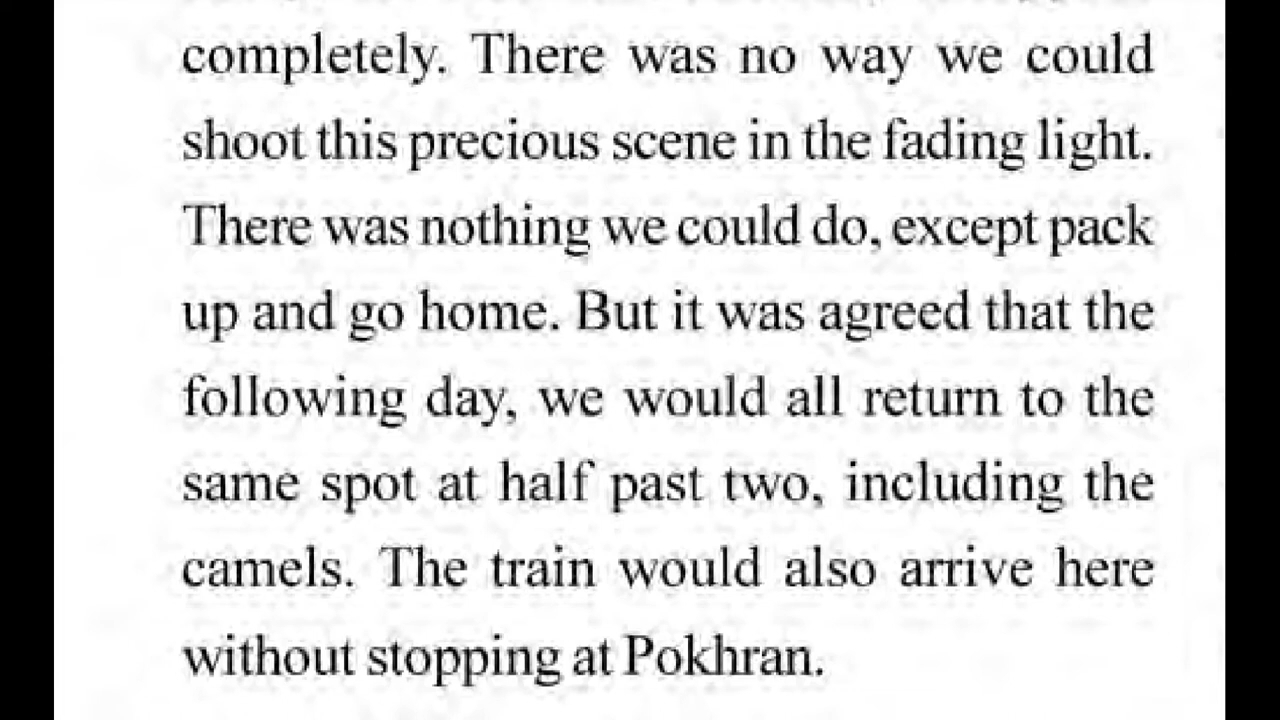 completely. There was no way we could
shoot this precious scene in the fading light.
There was nothing we could do, except pack
up and go home. But it was agreed that the
following day, we would all return to the
same spot at half past two, including the
camels. The train would also arrive here
without stopping at Pokhran.